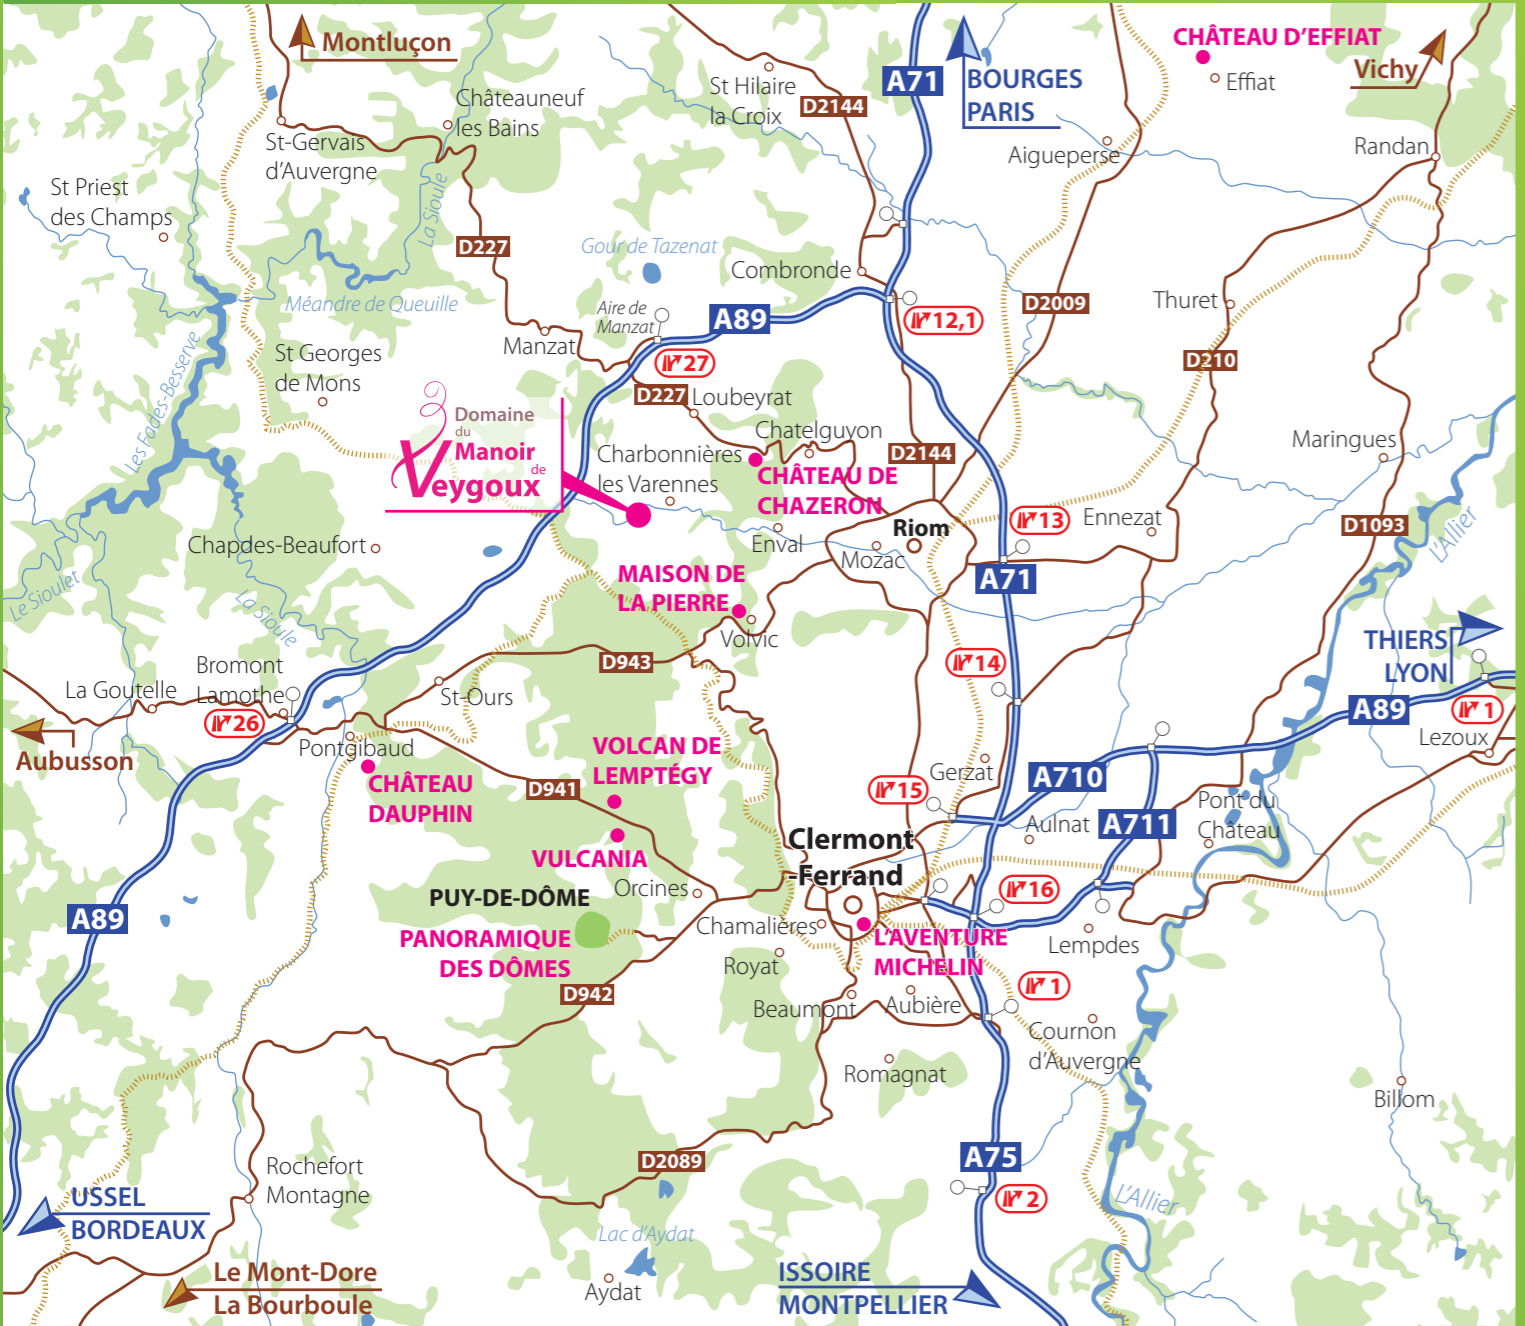 Montluçon
CHÂTEAU D'EFFIAT
Effiat
Vichy
A71
BOURGES
PARIS
St Hilaire
la Croix
D2144
Châteauneuf
les Bains
St-Gervais
d'Auvergne
Aigueperse
Randan
St Priest
des Champs
La Sioule
D227
Gour de Tazenat
Combronde
Méandre de Queuille
Aire de
Manzat
A89
12,1
D2009
Thuret
Manzat
27
St Georges
de Mons
Les Fades-Besserve
D210
D227
Loubeyrat
Domaine
du
Manoir
de
Veygoux
Chatelguyon
Charbonnières
les Varennes
CHÂTEAU DE
CHAZERON
D2144
Maringues
Riom
13
Ennezat
D1093
L'Allier
Chapdes-Beaufort
Enval
Mozac
A71
Le Sioulet
La Sioule
MAISON DE
LA PIERRE
Volvic
THIERS
LYON
D943
14
Bromont
Lamothe
La Goutelle
St-Ours
26
A89
1
Lezoux
Aubusson
Pontgibaud
CHÂTEAU
DAUPHIN
VOLCAN DE
LEMPTÉGY
D941
Gerzat
15
A710
Aulnat
A711
Pont du
Château
VULCANIA
Clermont
-Ferrand
PUY-DE-DÔME
Orcines
16
A89
Chamalières
PANORAMIQUE
DES DÔMES
L'AVENTURE
MICHELIN
Lempdes
Royat
D942
Beaumont
Aubière
1
Cournon
d'Auvergne
Romagnat
Billom
Rochefort
Montagne
D2089
A75
2
L'Allier
USSEL
BORDEAUX
Lac d'Aydat
Aydat
Le Mont-Dore
La Bourboule
ISSOIRE
MONTPELLIER